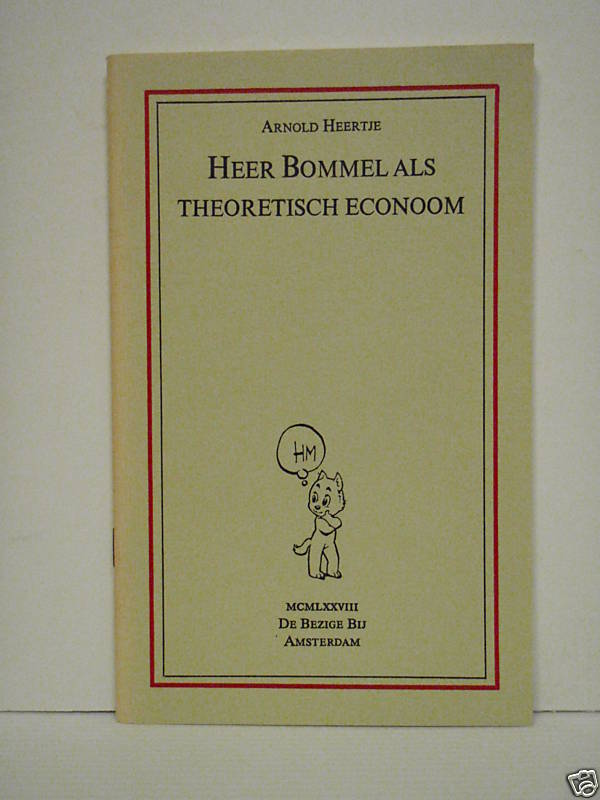 Arnold Heertje
Heer Bommel als
theoretisch econoom
HM
MCMLXXVIII
De Bezige Bij
Amsterdam